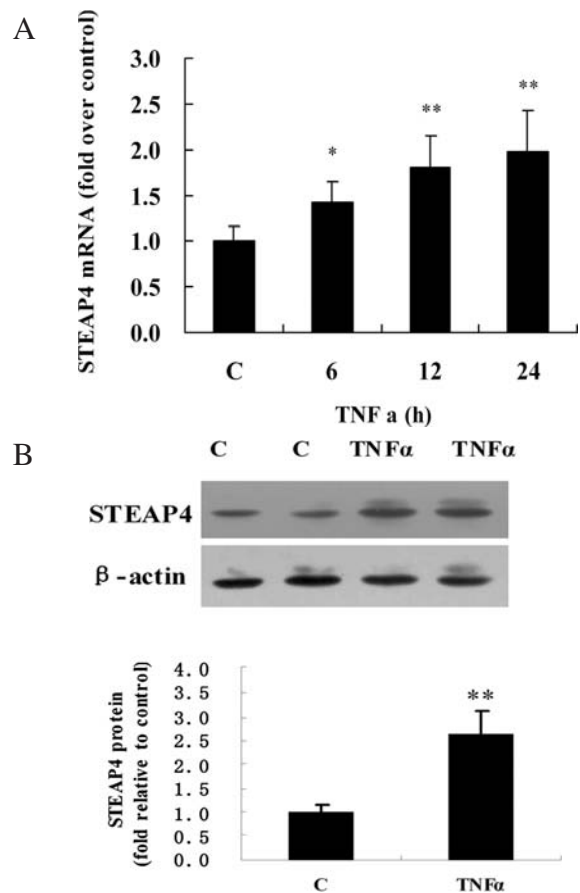 A
STEAP4 mRNA (fold over control)
3.0
2.5
2.0
1.5
1.0
0.5
0.0
*
**
**
C 6 12 24
TNF a (h)
B
C C TNFα TNFα
STEAP4
β-actin
STEAP4 protein
(fold relative to control)
4.0
3.5
3.0
2.5
2.0
1.0
0.5
0.0
**
C TNFα